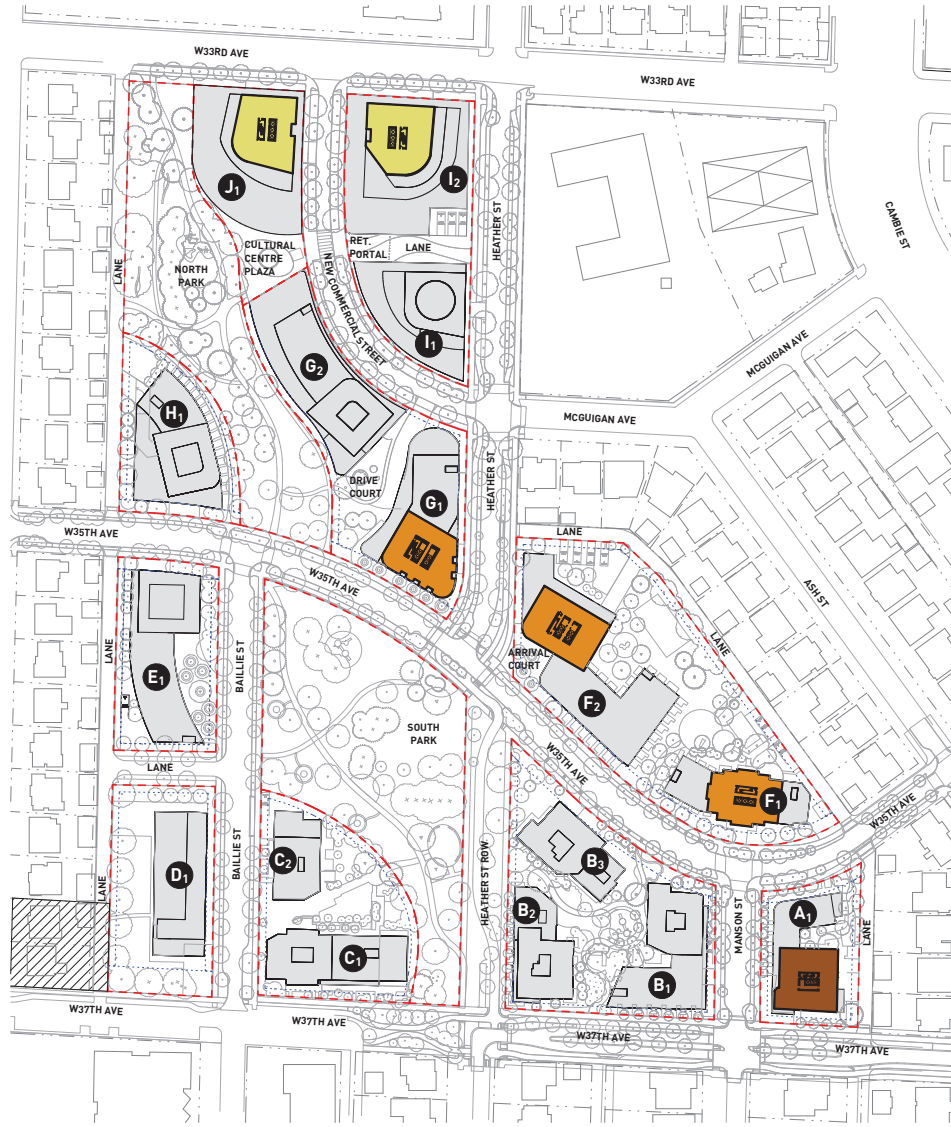 W33RD AVE
W33RD AVE
J1
I2
HEATHER ST
CAMBIE ST
CULTURAL
CENTRE
PLAZA
RET.
PORTAL
LANE
NORTH
PARK
LANE
NEW COMMERCIAL STREET
I1
G2
MCGUIGAN AVE
H1
MCGUIGAN AVE
DRIVE
COURT
G1
HEATHER ST
W35TH AVE
LANE
W35TH AVE
ASH ST
LANE
LANE
ARRIVAL
COURT
BAILLIE ST
E1
F2
SOUTH
PARK
W35TH AVE
LANE
F1
W35TH AVE
C2
B3
BAILLIE ST
D1
LANE
HEATHER ST ROW
B2
MANSON ST
A1
LANE
C1
B1
W37TH AVE
W37TH AVE
W37TH AVE
W37TH AVE